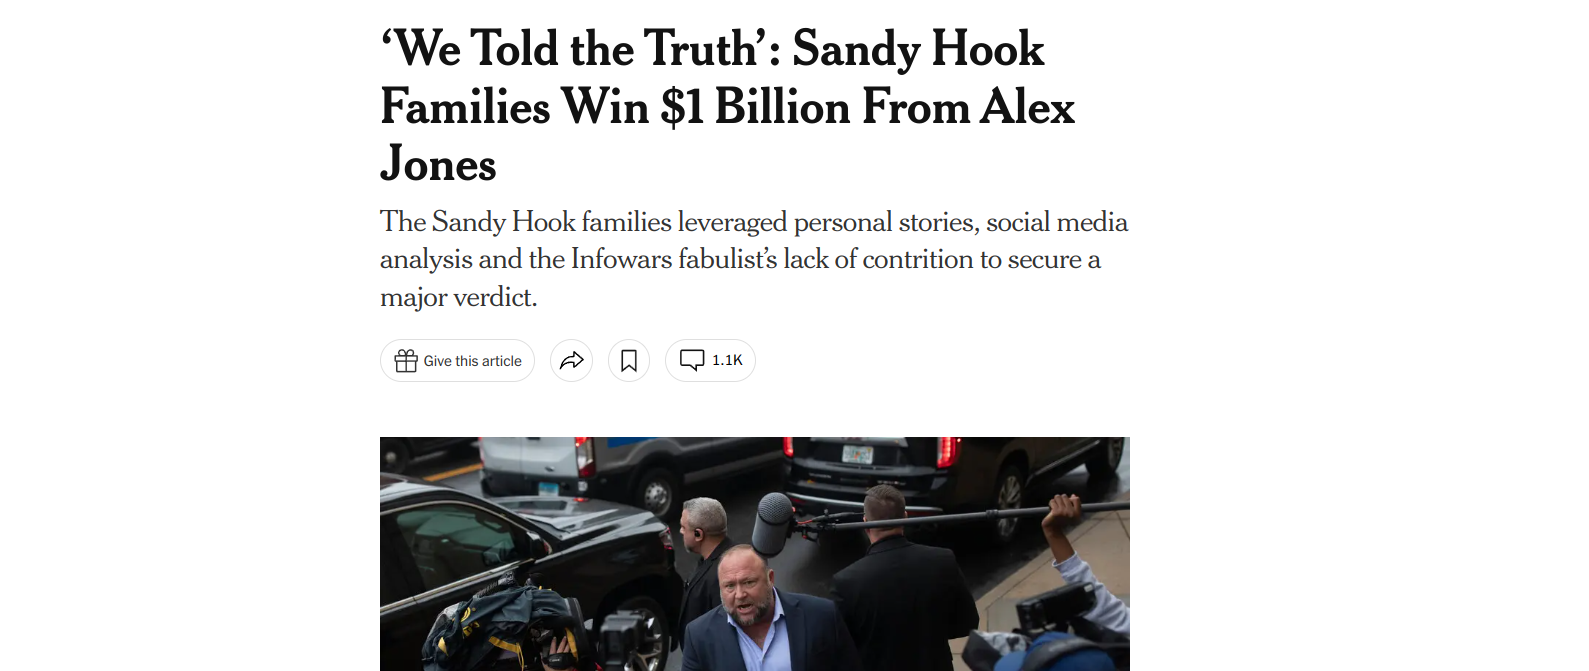 ‘We Told the Truth’: Sandy Hook
Families Win $1 Billion From Alex
Jones
The Sandy Hook families leveraged personal stories, social media
analysis and the Infowars fabulist’s lack of contrition to secure a
major verdict.
Give this article
1.1K